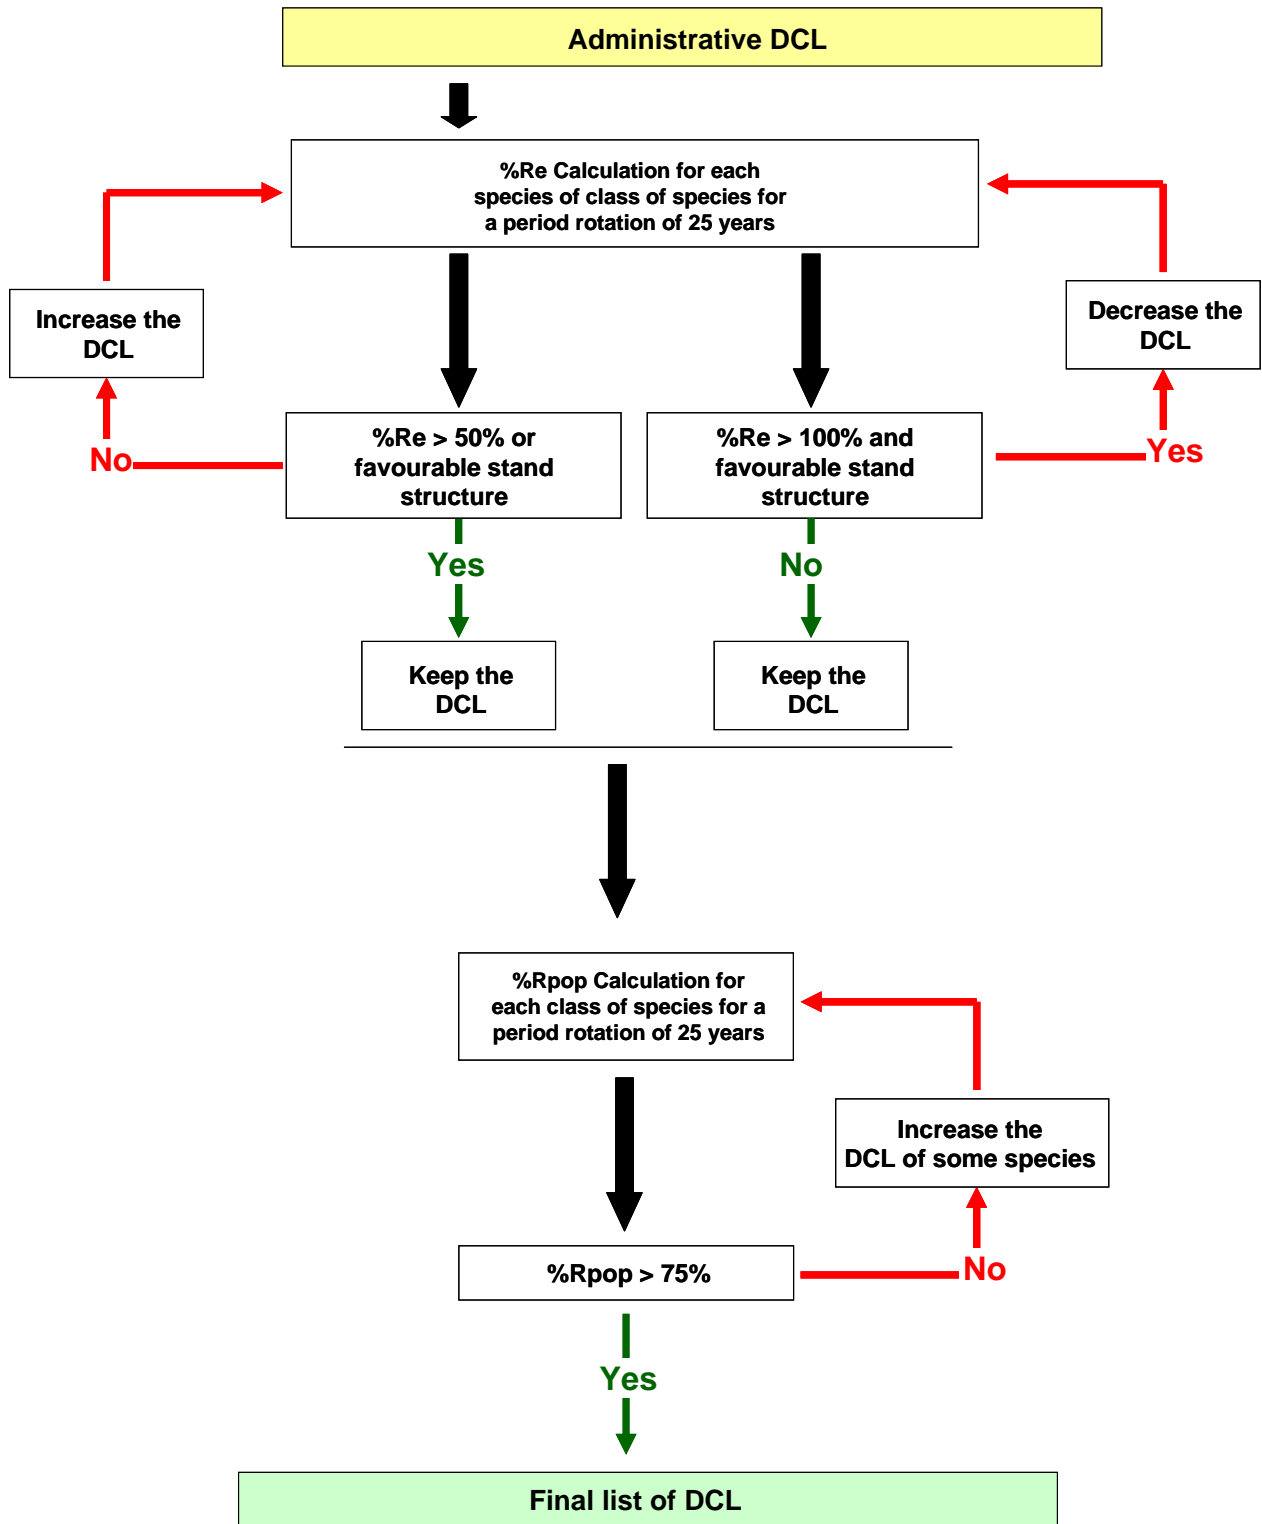 Administrative DCL
%Re Calculation for each
species of class of species for
a period rotation of 25 years
Increase the
DCL
Decrease the
DCL
%Re > 50% or
favourable stand
structure
%Re > 100% and
favourable stand
structure
No
Yes
Yes
No
Keep the
DCL
Keep the
DCL
%Rpop Calculation for
each class of species for a
period rotation of 25 years
Increase the
DCL of some species
%Rpop > 75%
No
Yes
Final list of DCL